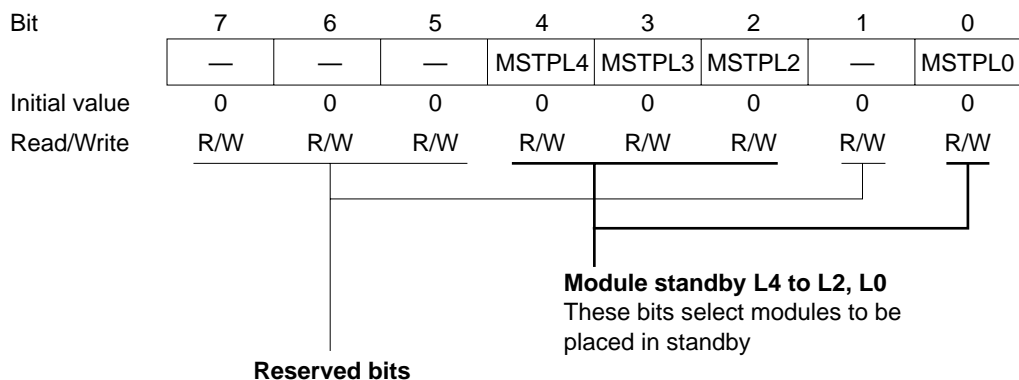 Bit 7 6 5 4 3 2 1 0
— — — MSTPL4 MSTPL3 MSTPL2 — MSTPL0
Initial value 0 0 0 0 0 0 0 0
Read/Write R/W R/W R/W R/W R/W R/W R/W R/W
Module standby L4 to L2, L0
These bits select modules to be
placed in standby
Reserved bits